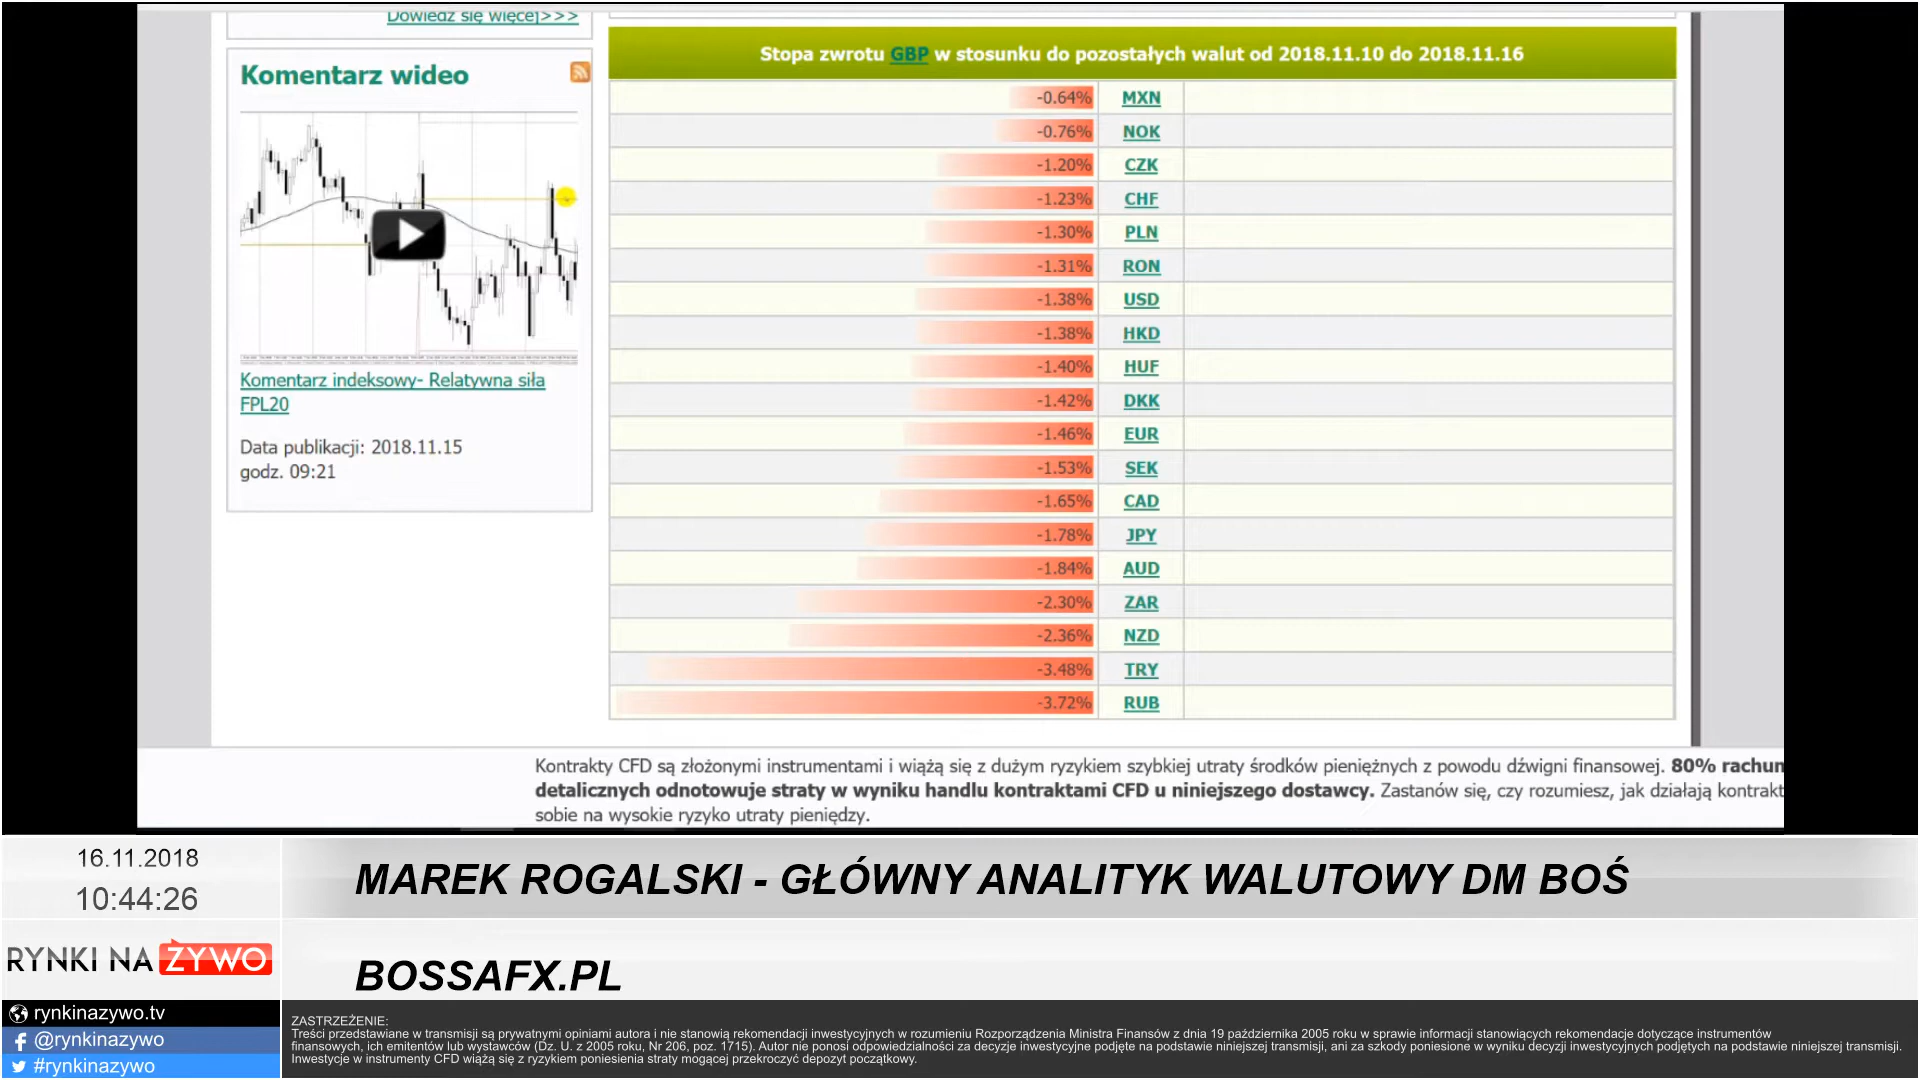 Dowiedz się więcej>>>
Komentarz wideo
Komentarz indeksowy- Relatywna siła
FPL20
Data publikacji: 2018.11.15
godz. 09:21
Stopa zwrotu GBP w stosunku do pozostałych walut od 2018.11.10 do 2018.11.16
-0.64% MXN
-0.76% NOK
-1.20% CZK
-1.23% CHF
-1.30% PLN
-1.31% RON
-1.38% USD
-1.38% HKD
-1.40% HUF
-1.42% DKK
-1.46% EUR
-1.53% SEK
-1.65% CAD
-1.78% JPY
-1.84% AUD
-2.30% ZAR
-2.36% NZD
-3.48% TRY
-3.72% RUB
Kontrakty CFD są złożonymi instrumentami i wiążą się z dużym ryzykiem szybkiej utraty środków pieniężnych z powodu dźwigni finansowej. 80% rachun
detalicznych odnotowuje straty w wyniku handlu kontraktami CFD u niniejszego dostawcy. Zastanów się, czy rozumiesz, jak działają kontrakt
sobie na wysokie ryzyko utraty pieniędzy.
16.11.2018
10:44:26
MAREK ROGALSKI - GŁÓWNY ANALITYK WALUTOWY DM BOŚ
RYNKI NA ŻYWO
BOSSAFX.PL
rynkinazywo.tv
@rynkinazywo
#rynkinazywo
ZASTRZEŻENIE:
Treści przedstawiane w transmisji są prywatnymi opiniami autora i nie stanowią rekomendacji inwestycyjnych w rozumieniu Rozporządzenia Ministra Finansów z dnia 19 października 2005 roku w sprawie informacji stanowiących rekomendacje dotyczące instrumentów
finansowych, ich emitentów lub wystawców (Dz. U. z 2005 roku, Nr 206, poz. 1715). Autor nie ponosi odpowiedzialności za decyzje inwestycyjne podjęte na podstawie niniejszej transmisji, ani za szkody poniesione w wyniku decyzji inwestycyjnych podjętych na podstawie niniejszej transmisji.
Inwestycje w instrumenty CFD wiążą się z ryzykiem poniesienia straty mogącej przekroczyć depozyt początkowy.